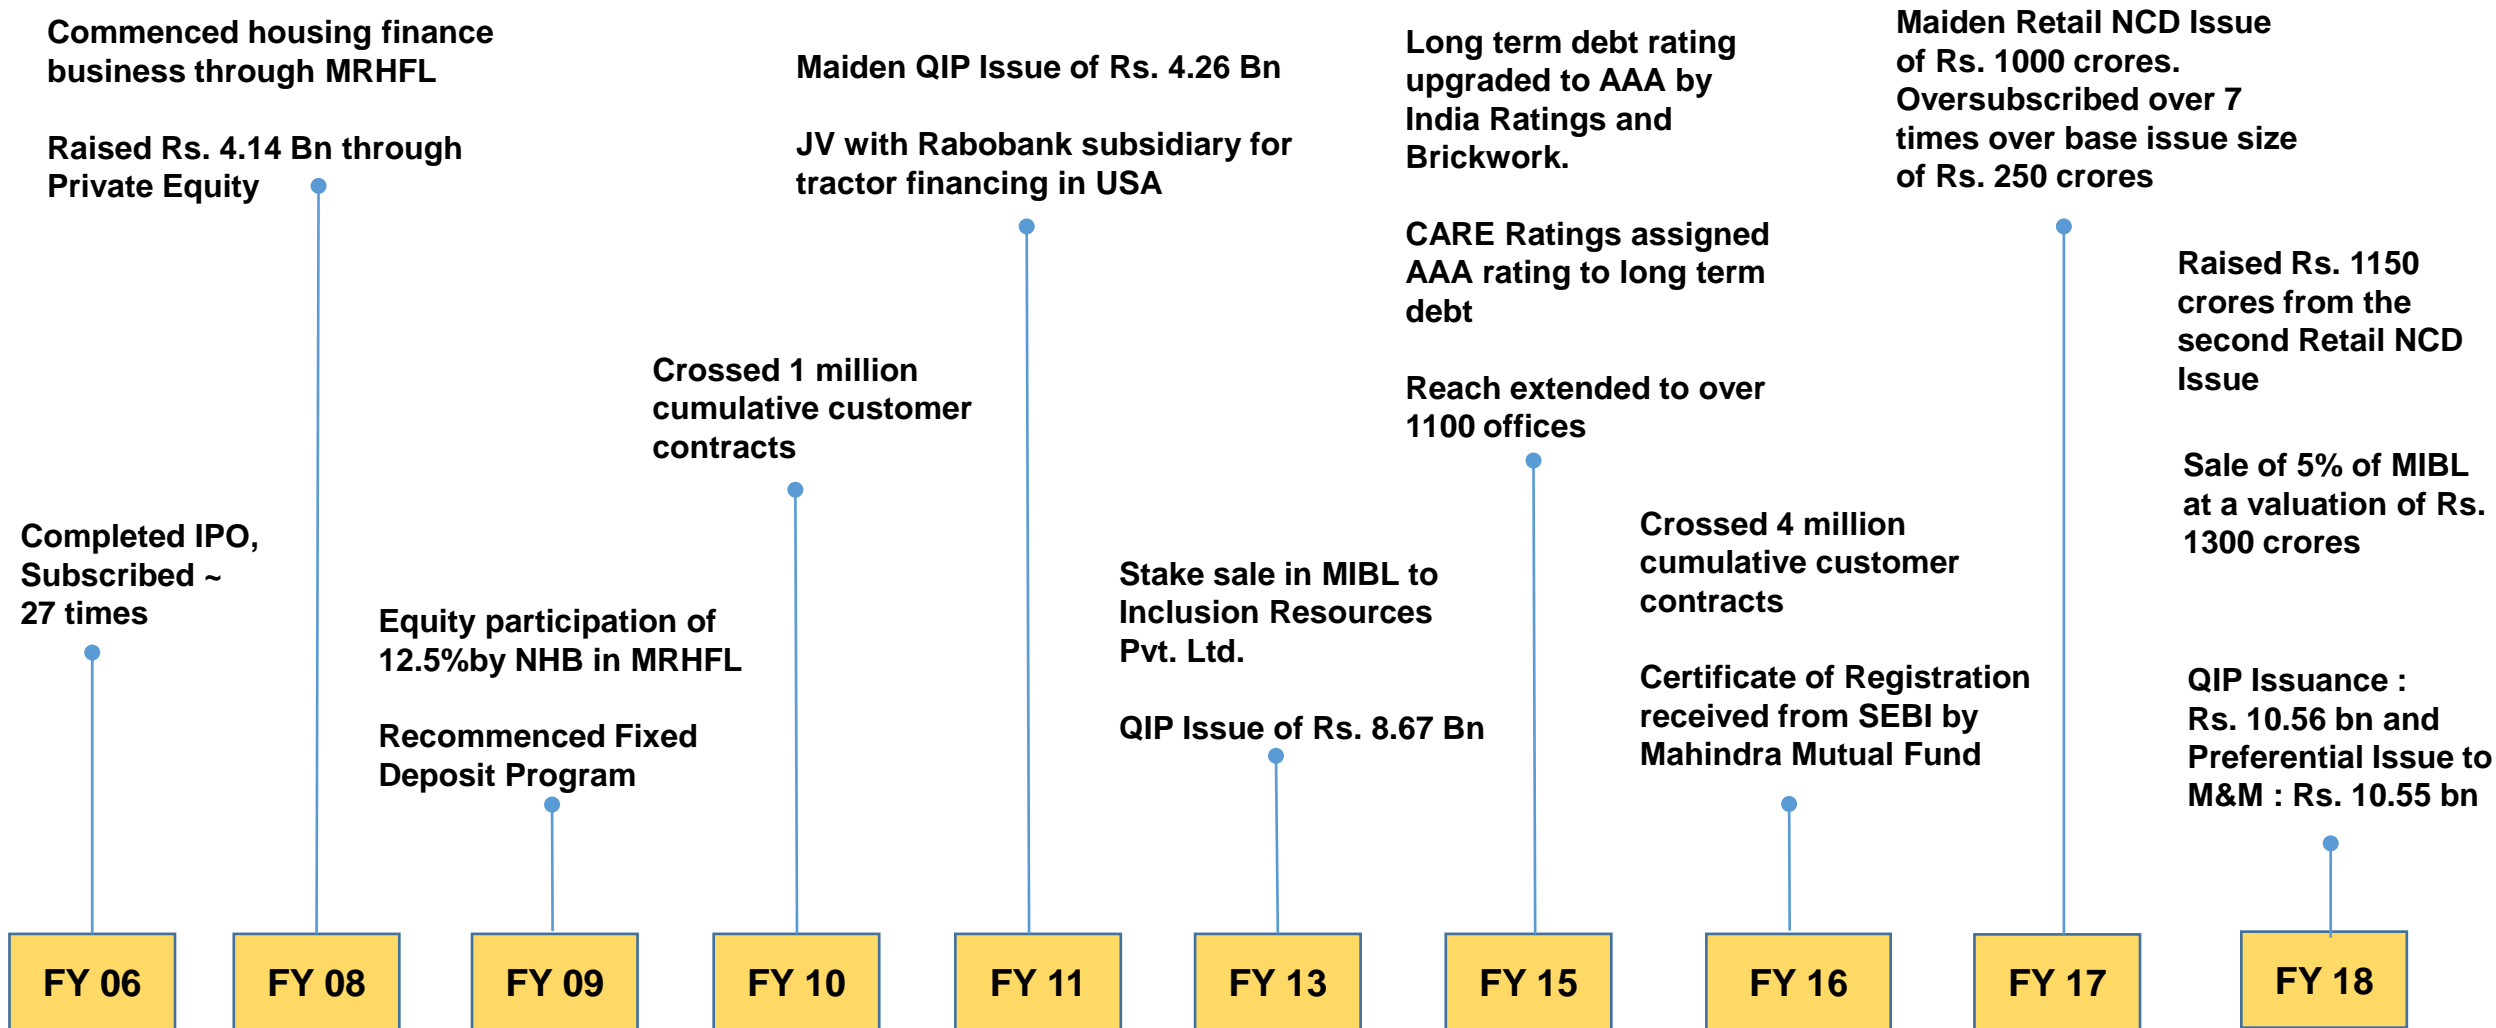 Commenced housing finance
business through MRHFL
Raised Rs. 4.14 Bn through
Private Equity
Maiden QIP Issue of Rs. 4.26 Bn
JV with Rabobank subsidiary for
tractor financing in USA
Long term debt rating
upgraded to AAA by
India Ratings and
Brickwork.
CARE Ratings assigned
AAA rating to long term
debt
Reach extended to over
1100 offices
Maiden Retail NCD Issue
of Rs. 1000 crores.
Oversubscribed over 7
times over base issue size
of Rs. 250 crores
Raised Rs. 1150
crores from the
second Retail NCD
Issue
Sale of 5% of MIBL
at a valuation of Rs.
1300 crores
QIP Issuance :
Rs. 10.56 bn and
Preferential Issue to
M&M : Rs. 10.55 bn
Crossed 1 million
cumulative customer
contracts
Completed IPO,
Subscribed ~
27 times
Equity participation of
12.5%by NHB in MRHFL
Recommenced Fixed
Deposit Program
Stake sale in MIBL to
Inclusion Resources
Pvt. Ltd.
QIP Issue of Rs. 8.67 Bn
Crossed 4 million
cumulative customer
contracts
Certificate of Registration
received from SEBI by
Mahindra Mutual Fund
FY 06
FY 08
FY 09
FY 10
FY 11
FY 13
FY 15
FY 16
FY 17
FY 18